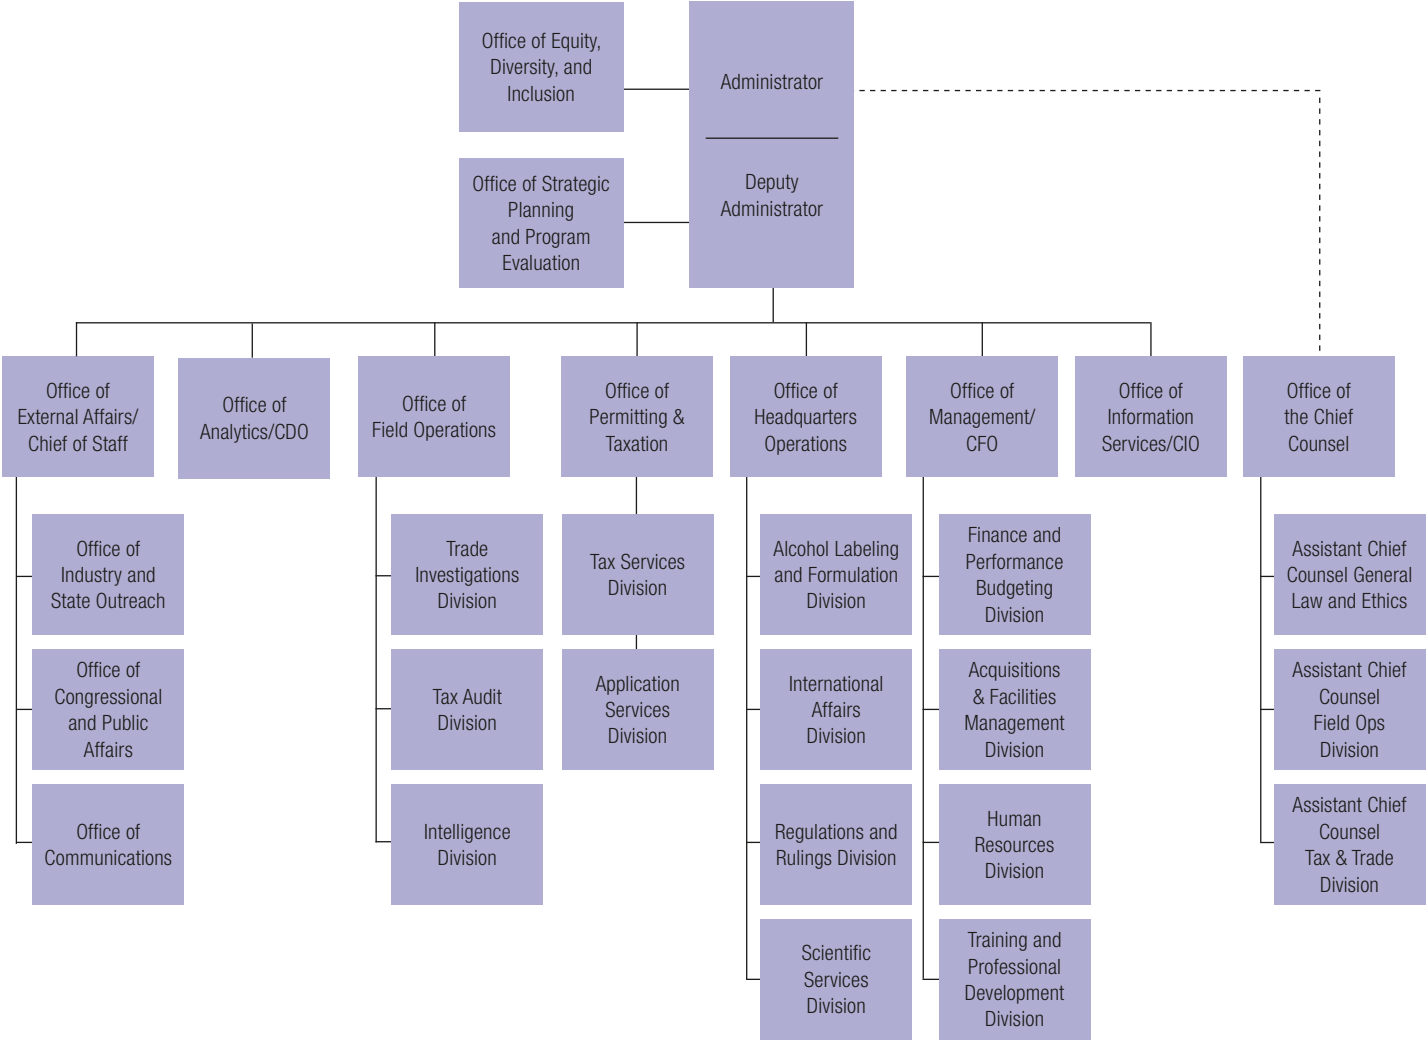 Office of Equity,
Diversity, and
Inclusion
Administrator
Office of Strategic
Planning
and Program
Evaluation
Deputy
Administrator
Office of
External Affairs/
Chief of Staff
Office of
Analytics/CDO
Office of
Field Operations
Office of
Permitting &
Taxation
Office of
Headquarters
Operations
Office of
Management/
CFO
Office of
Information
Services/CIO
Office of
the Chief
Counsel
Office of
Industry and
State Outreach
Trade
Investigations
Division
Tax Services
Division
Alcohol Labeling
and Formulation
Division
Finance and
Performance
Budgeting
Division
Assistant Chief
Counsel General
Law and Ethics
Office of
Congressional
and Public
Affairs
Tax Audit
Division
Application
Services
Division
International
Affairs
Division
Acquisitions
& Facilities
Management
Division
Assistant Chief
Counsel
Field Ops
Division
Office of
Communications
Intelligence
Division
Regulations and
Rulings Division
Human
Resources
Division
Assistant Chief
Counsel
Tax & Trade
Division
Scientific
Services
Division
Training and
Professional
Development
Division